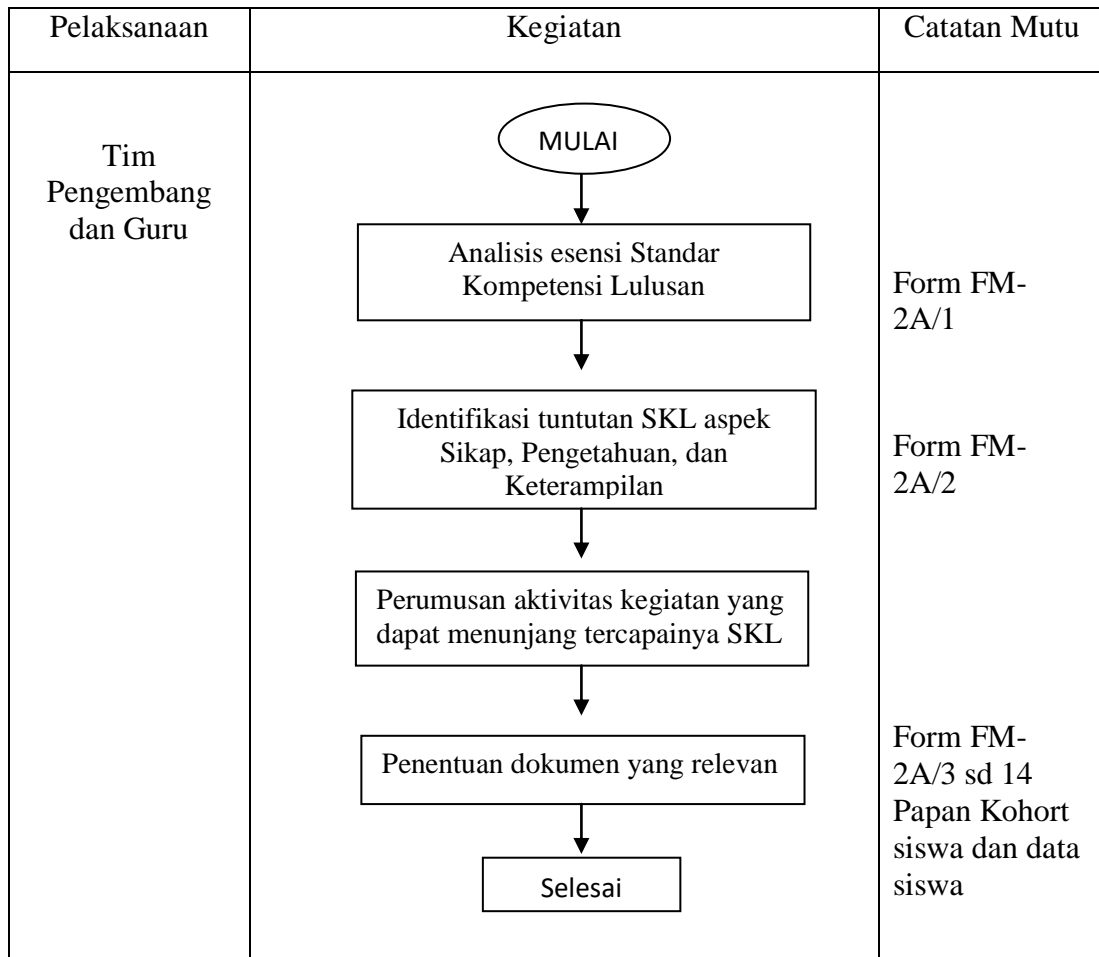 Pelaksanaan
Kegiatan
Catatan Mutu
Tim
Pengembang
dan Guru
MULAI
Analisis esensi Standar
Kompetensi Lulusan
Form FM-
2A/1
Identifikasi tuntutan SKL aspek
Sikap, Pengetahuan, dan
Keterampilan
Form FM-
2A/2
Perumusan aktivitas kegiatan yang
dapat menunjang tercapainya SKL
Penentuan dokumen yang relevan
Form FM-
2A/3 sd 14
Papan Kohort
siswa dan data
siswa
Selesai